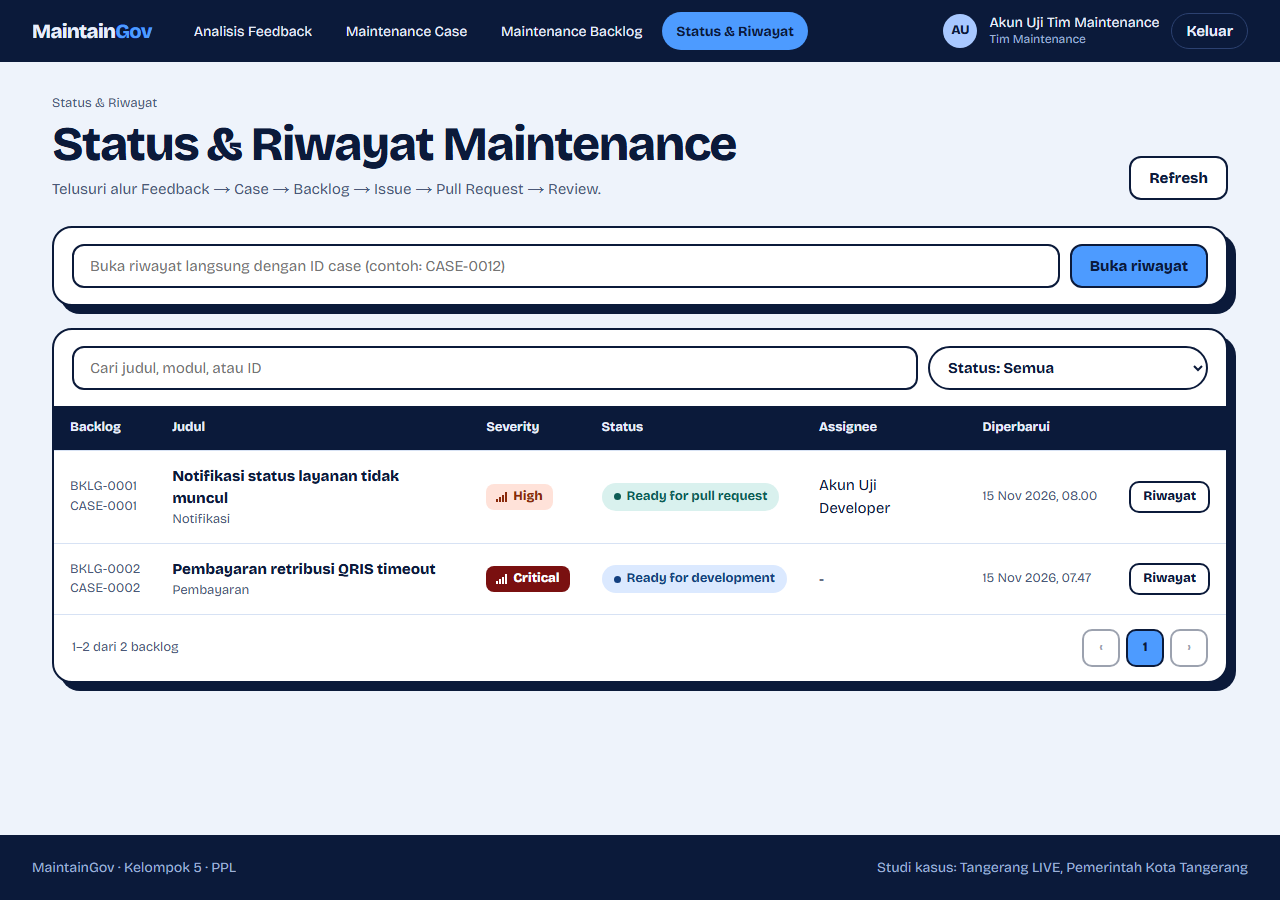 MaintainGov
Analisis Feedback
Maintenance Case
Maintenance Backlog
Status & Riwayat
AU
Akun Uji Tim Maintenance
Tim Maintenance
Keluar
Status & Riwayat
Status & Riwayat Maintenance
Telusuri alur Feedback → Case → Backlog → Issue → Pull Request → Review.
Refresh
Buka riwayat langsung dengan ID case (contoh: CASE-0012)
Buka riwayat
Cari judul, modul, atau ID
Status: Semua
Backlog Judul Severity Status Assignee Diperbarui
BKLG-0001
CASE-0001
Notifikasi status layanan tidak
muncul
Notifikasi
High
Ready for pull request
Akun Uji
Developer
15 Nov 2026, 08.00
Riwayat
BKLG-0002
CASE-0002
Pembayaran retribusi QRIS timeout
Pembayaran
Critical
Ready for development
-
15 Nov 2026, 07.47
Riwayat
1–2 dari 2 backlog
‹ 1 ›
MaintainGov · Kelompok 5 · PPL
Studi kasus: Tangerang LIVE, Pemerintah Kota Tangerang